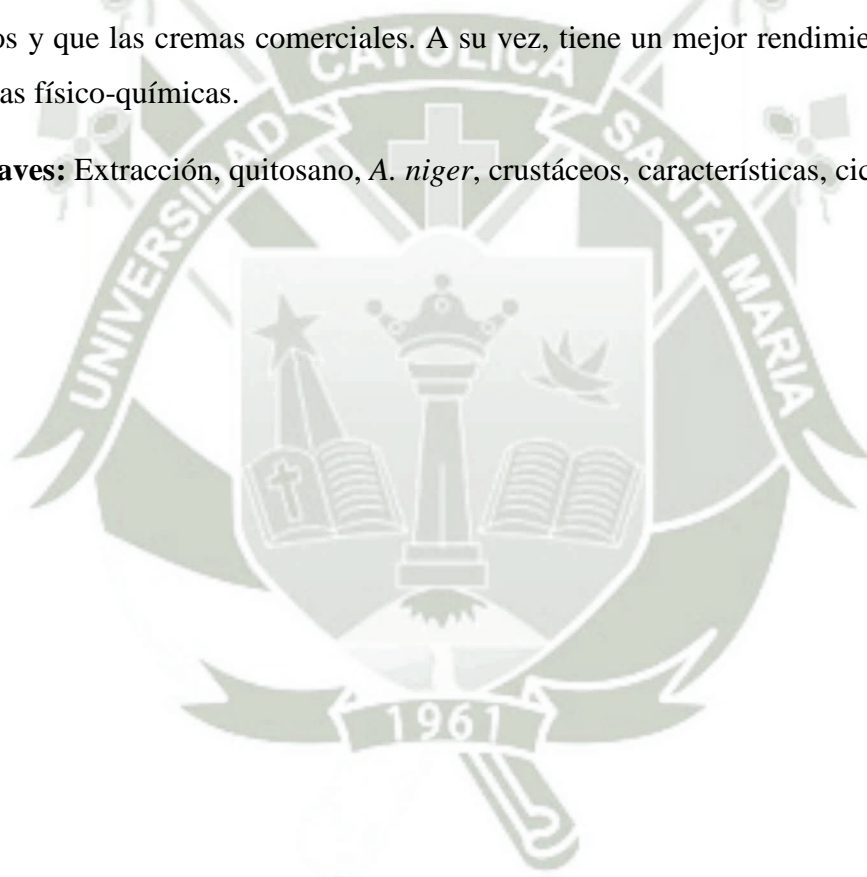 os y que las cremas comerciales. A su vez, tiene un mejor rendimie
as físico-químicas.
aves: Extracción, quitosano, A. niger, crustáceos, características, cic
UNIVERSIDAD CATOLICA SANTA MARIA
1961